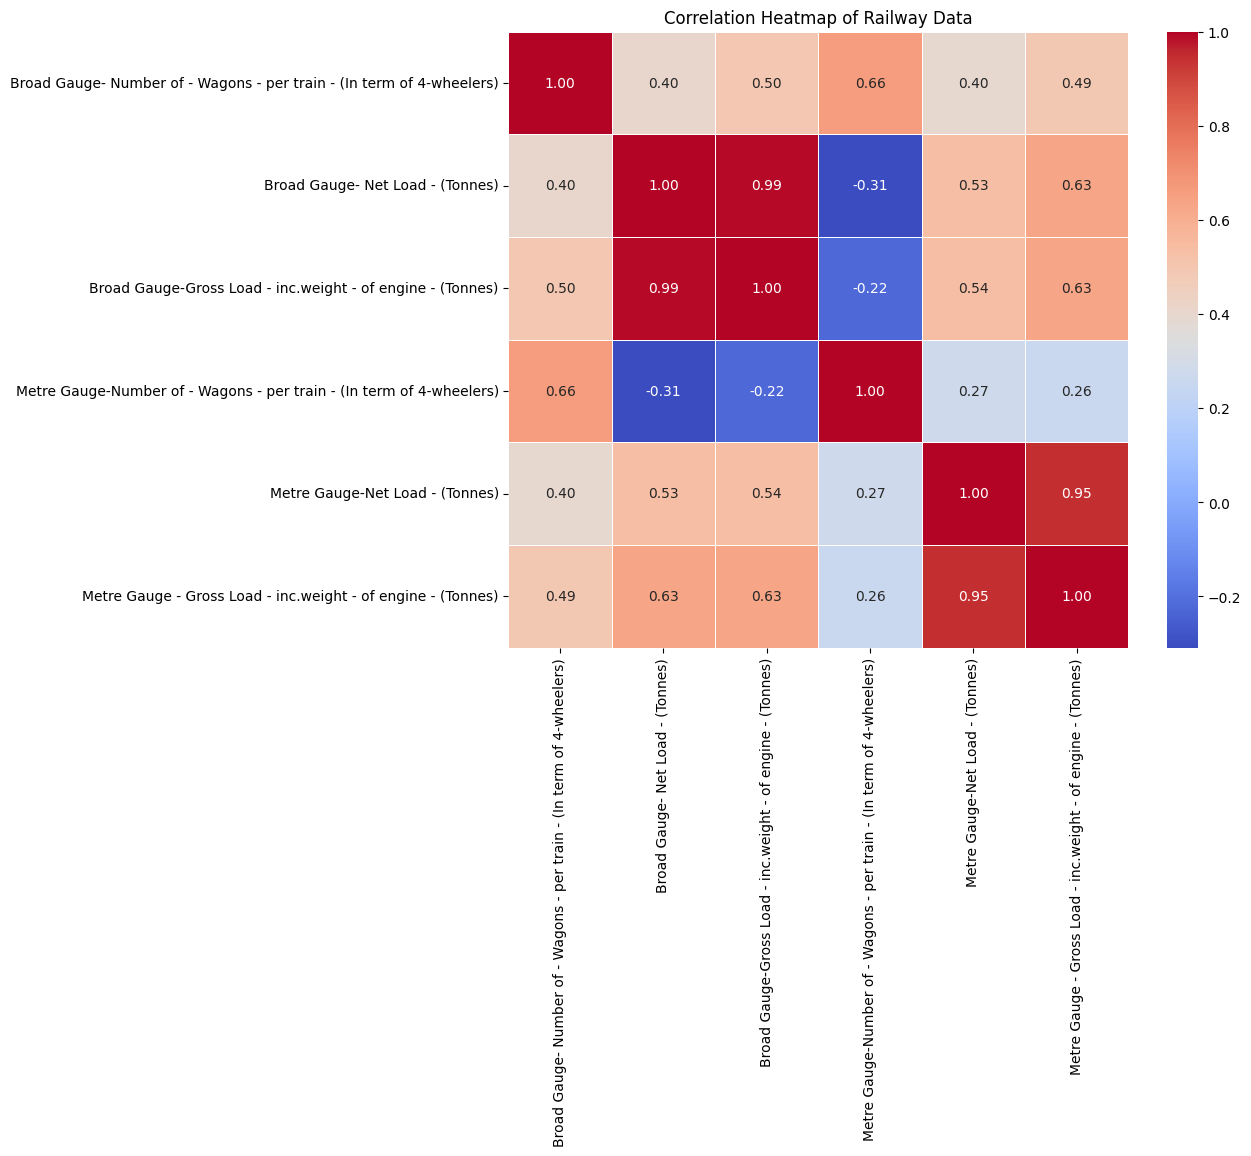 Correlation Heatmap of Railway Data
Broad Gauge- Number of - Wagons - per train - (In term of 4-wheelers)
1.00 0.40 0.50 0.66 0.40 0.49
Broad Gauge- Net Load - (Tonnes)
0.40 1.00 0.99 -0.31 0.53 0.63
Broad Gauge-Gross Load - inc.weight - of engine - (Tonnes)
0.50 0.99 1.00 -0.22 0.54 0.63
Metre Gauge-Number of - Wagons - per train - (In term of 4-wheelers)
0.66 -0.31 -0.22 1.00 0.27 0.26
Metre Gauge-Net Load - (Tonnes)
0.40 0.53 0.54 0.27 1.00 0.95
Metre Gauge - Gross Load - inc.weight - of engine - (Tonnes)
0.49 0.63 0.63 0.26 0.95 1.00
Broad Gauge- Number of - Wagons - per train - (In term of 4-wheelers)
Broad Gauge- Net Load - (Tonnes)
Broad Gauge-Gross Load - inc.weight - of engine - (Tonnes)
Metre Gauge-Number of - Wagons - per train - (In term of 4-wheelers)
Metre Gauge-Net Load - (Tonnes)
Metre Gauge - Gross Load - inc.weight - of engine - (Tonnes)
1.0
0.8
0.6
0.4
0.2
0.0
−0.2